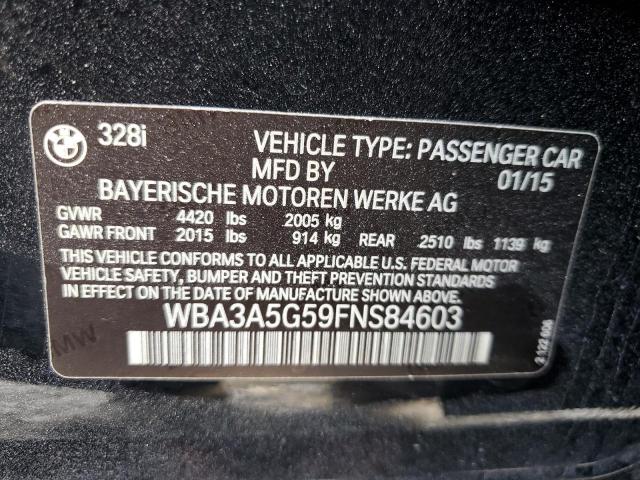 328i
VEHICLE TYPE: PASSENGER CAR
MFD BY 01/15
BAYERISCHE MOTOREN WERKE AG
GVWR 4420 lbs 2005 kg
GAWR FRONT 2015 lbs 914 kg REAR 2510 lbs 1139 kg
THIS VEHICLE CONFORMS TO ALL APPLICABLE U.S. FEDERAL MOTOR
VEHICLE SAFETY, BUMPER AND THEFT PREVENTION STANDARDS
IN EFFECT ON THE DATE OF MANUFACTURE SHOWN ABOVE.
WBA3A5G59FNS84603